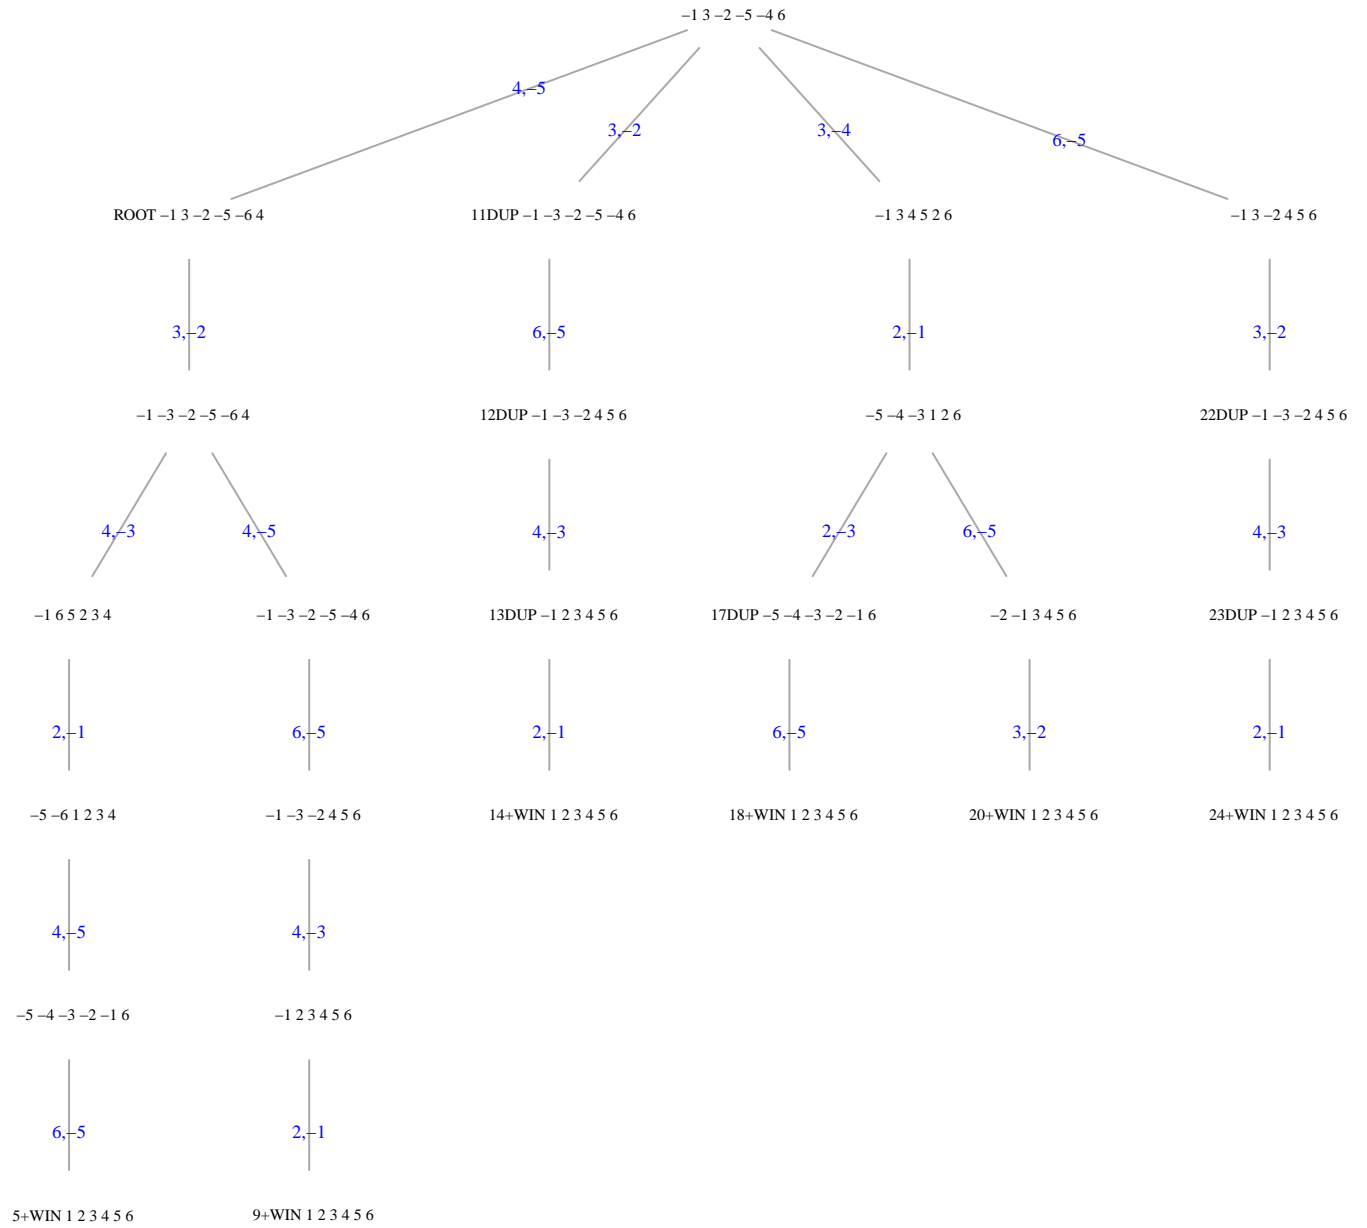 −1 3 −2 −5 −4 6
4,−5
3,−2
3,−4
6,−5
ROOT −1 3 −2 −5 −6 4
11DUP −1 −3 −2 −5 −4 6
−1 3 4 5 2 6
−1 3 −2 4 5 6
3,−2
6,−5
2,−1
3,−2
−1 −3 −2 −5 −6 4
12DUP −1 −3 −2 4 5 6
−5 −4 −3 1 2 6
22DUP −1 −3 −2 4 5 6
4,−3
4,−5
4,−3
2,−3
6,−5
4,−3
−1 6 5 2 3 4
−1 −3 −2 −5 −4 6
13DUP −1 2 3 4 5 6
17DUP −5 −4 −3 −2 −1 6
−2 −1 3 4 5 6
23DUP −1 2 3 4 5 6
2,−1
6,−5
2,−1
6,−5
3,−2
2,−1
−5 −6 1 2 3 4
−1 −3 −2 4 5 6
14+WIN 1 2 3 4 5 6
18+WIN 1 2 3 4 5 6
20+WIN 1 2 3 4 5 6
24+WIN 1 2 3 4 5 6
4,−5
4,−3
−5 −4 −3 −2 −1 6
−1 2 3 4 5 6
6,−5
2,−1
5+WIN 1 2 3 4 5 6
9+WIN 1 2 3 4 5 6